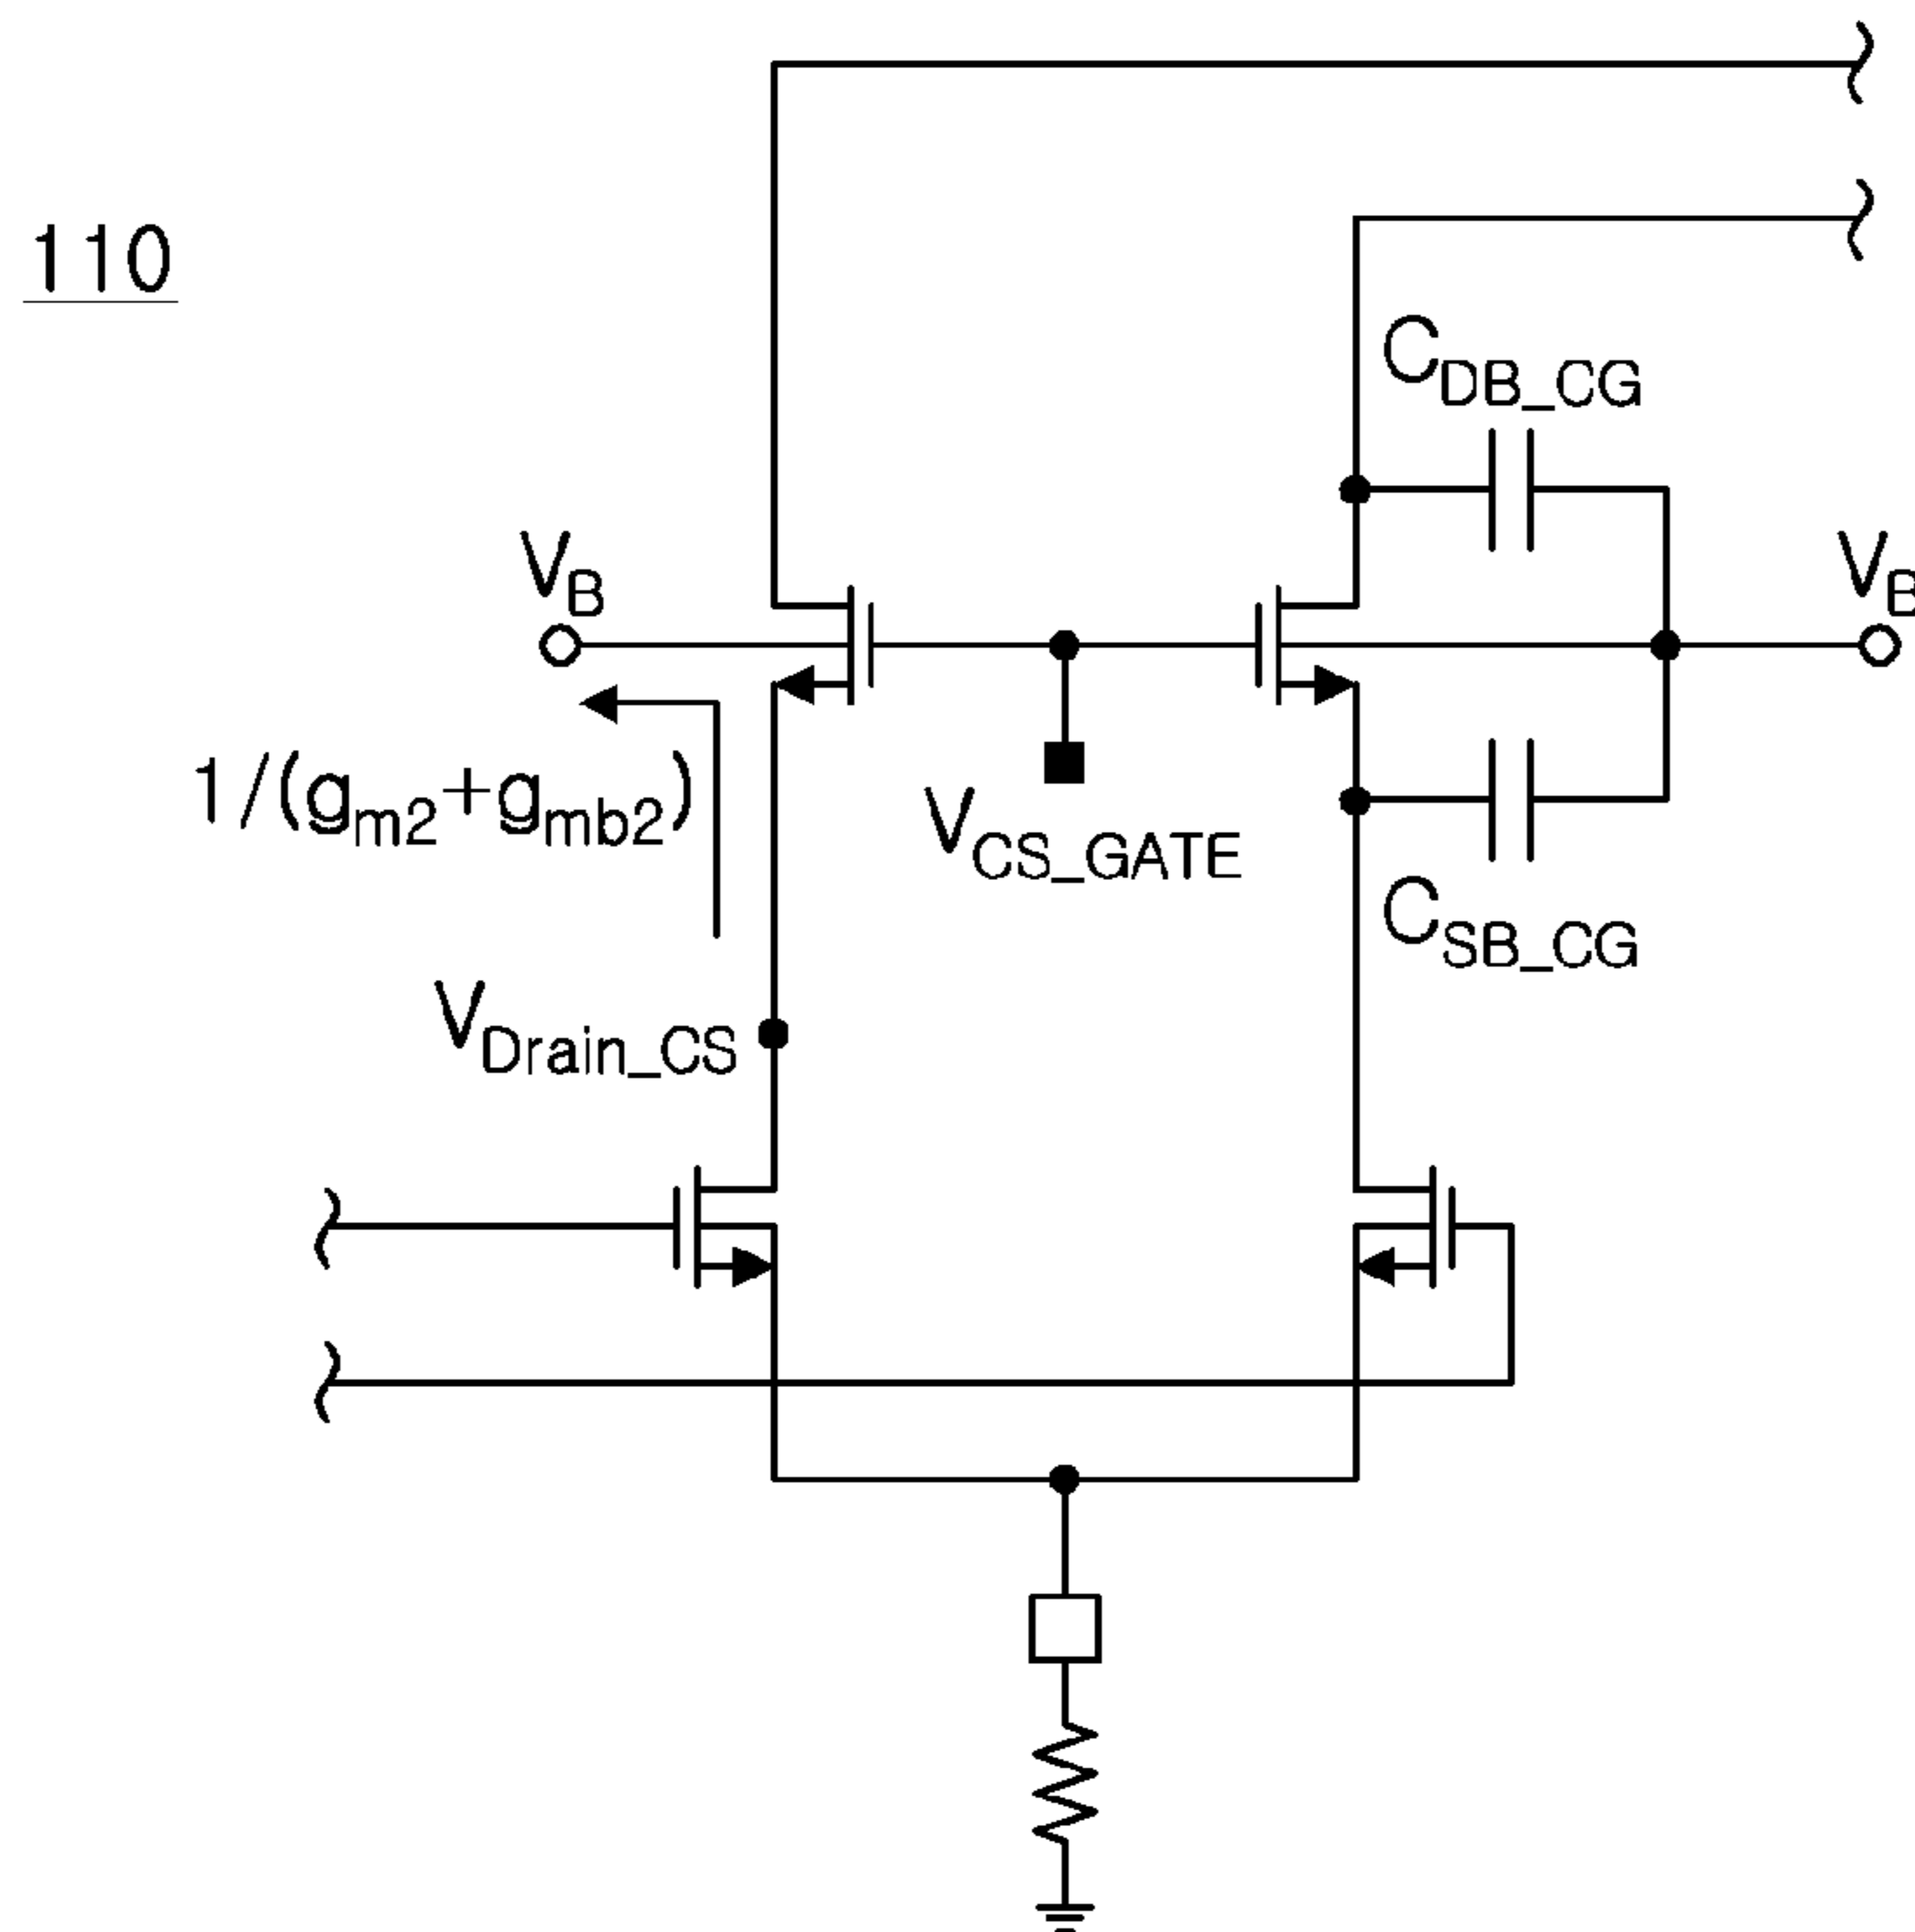 110
C_DB_CG
V_B
V_B
1/(g_m2+g_mb2)
V_CS_GATE
C_SB_CG
V_Drain_CS